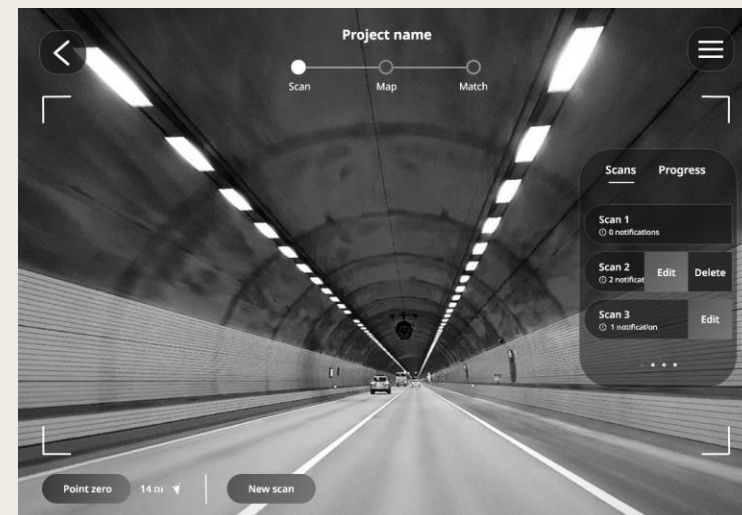 Project name
Scan Map Match
Scans Progress
Scan 1
0 notifications
Scan 2
2 notificat
Edit Delete
Scan 3
1 notification
Edit
Point zero 14 m New scan